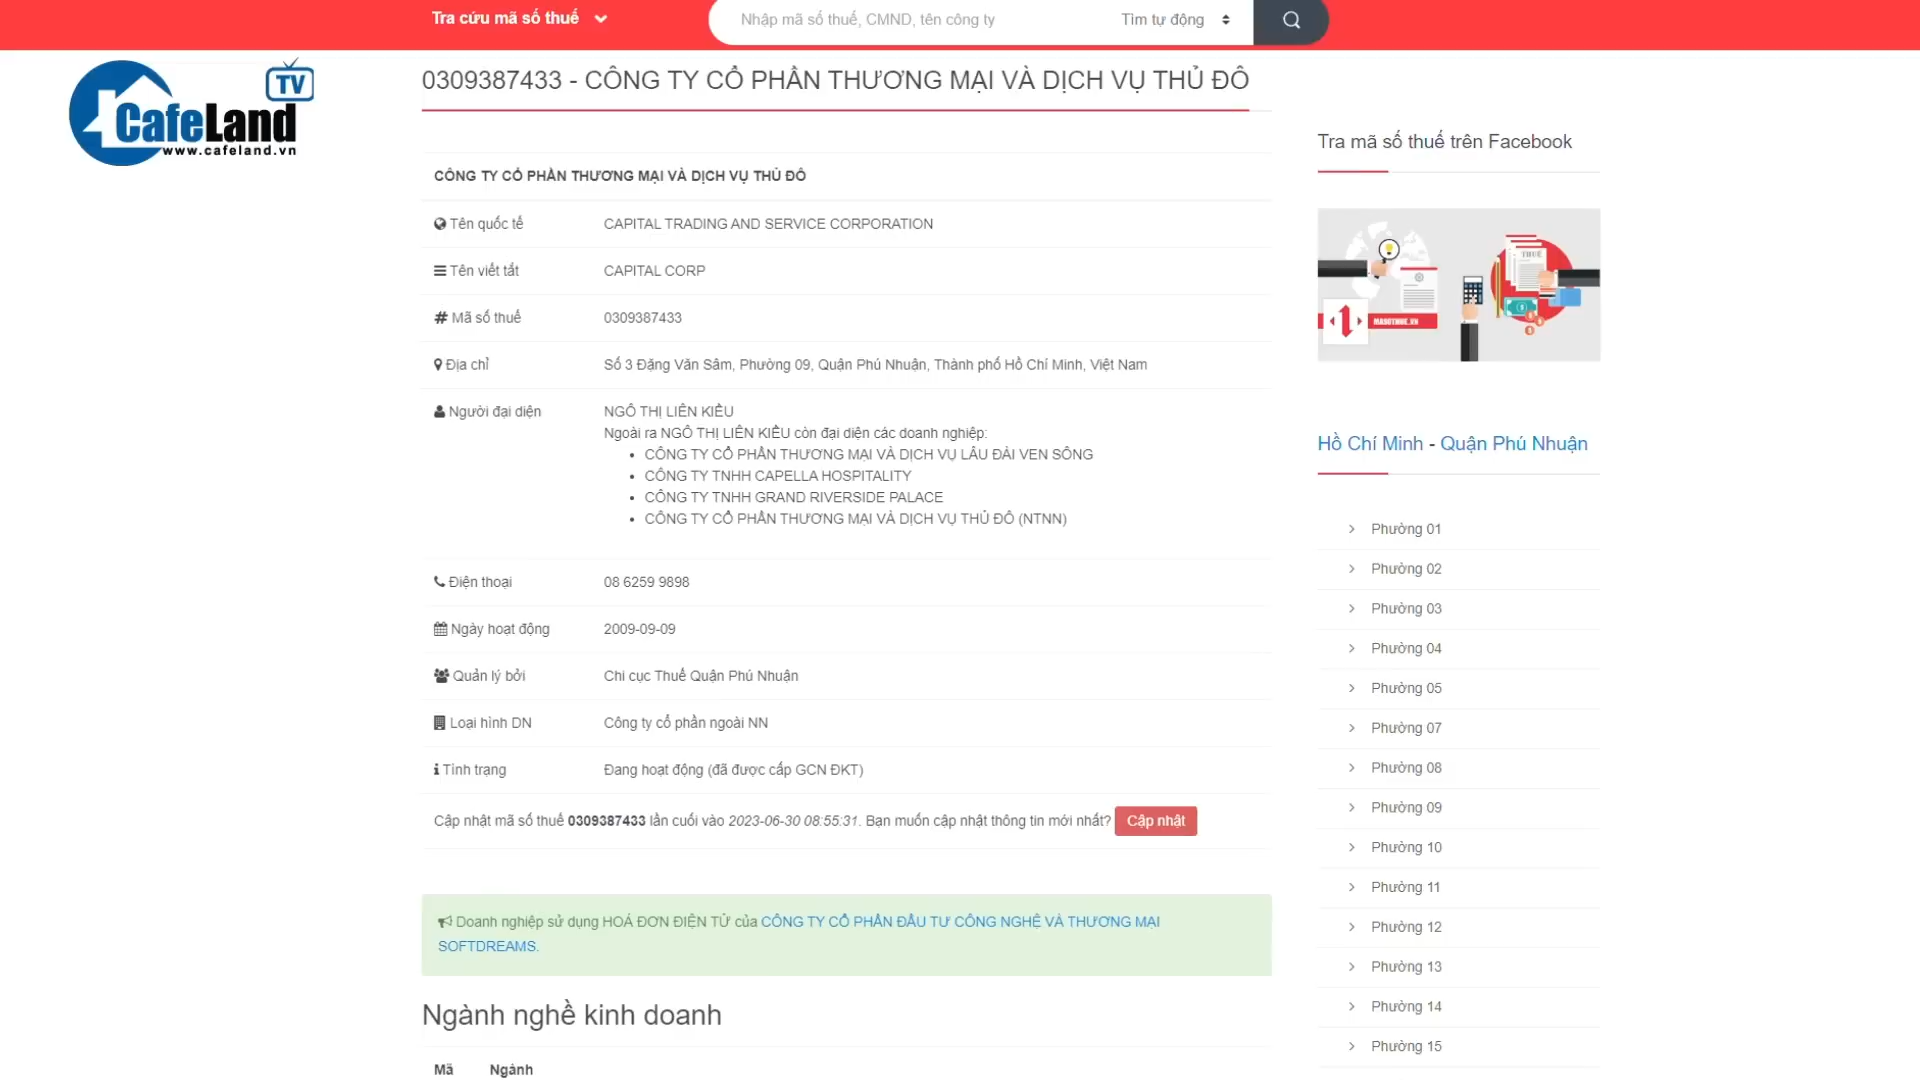 Tra cứu mã số thuế
Nhập mã số thuế, CMND, tên công ty
Tìm tự động
TV
CafeLand
www.cafeland.vn
0309387433 - CÔNG TY CỔ PHẦN THƯƠNG MẠI VÀ DỊCH VỤ THỦ ĐÔ
CÔNG TY CỔ PHẦN THƯƠNG MẠI VÀ DỊCH VỤ THỦ ĐÔ
Tên quốc tế CAPITAL TRADING AND SERVICE CORPORATION
Tên viết tắt CAPITAL CORP
Mã số thuế 0309387433
Địa chỉ Số 3 Đặng Văn Sâm, Phường 09, Quận Phú Nhuận, Thành phố Hồ Chí Minh, Việt Nam
Người đại diện NGÔ THỊ LIÊN KIỀU
Ngoài ra NGÔ THỊ LIÊN KIỀU còn đại diện các doanh nghiệp:
• CÔNG TY CỔ PHẦN THƯƠNG MẠI VÀ DỊCH VỤ LÂU ĐÀI VEN SÔNG
• CÔNG TY TNHH CAPELLA HOSPITALITY
• CÔNG TY TNHH GRAND RIVERSIDE PALACE
• CÔNG TY CỔ PHẦN THƯƠNG MẠI VÀ DỊCH VỤ THỦ ĐÔ (NTNN)
Điện thoại 08 6259 9898
Ngày hoạt động 2009-09-09
Quản lý bởi Chi cục Thuế Quận Phú Nhuận
Loại hình DN Công ty cổ phần ngoài NN
Tình trạng Đang hoạt động (đã được cấp GCN ĐKT)
Cập nhật mã số thuế 0309387433 lần cuối vào 2023-06-30 08:55:31. Bạn muốn cập nhật thông tin mới nhất? Cập nhật
Doanh nghiệp sử dụng HOÁ ĐƠN ĐIỆN TỬ của CÔNG TY CỔ PHẦN ĐẦU TƯ CÔNG NGHỆ VÀ THƯƠNG MẠI
SOFTDREAMS.
Ngành nghề kinh doanh
Mã Ngành
Tra mã số thuế trên Facebook
THUẾ
MASOTHUE.VN
Hồ Chí Minh - Quận Phú Nhuận
Phường 01
Phường 02
Phường 03
Phường 04
Phường 05
Phường 07
Phường 08
Phường 09
Phường 10
Phường 11
Phường 12
Phường 13
Phường 14
Phường 15